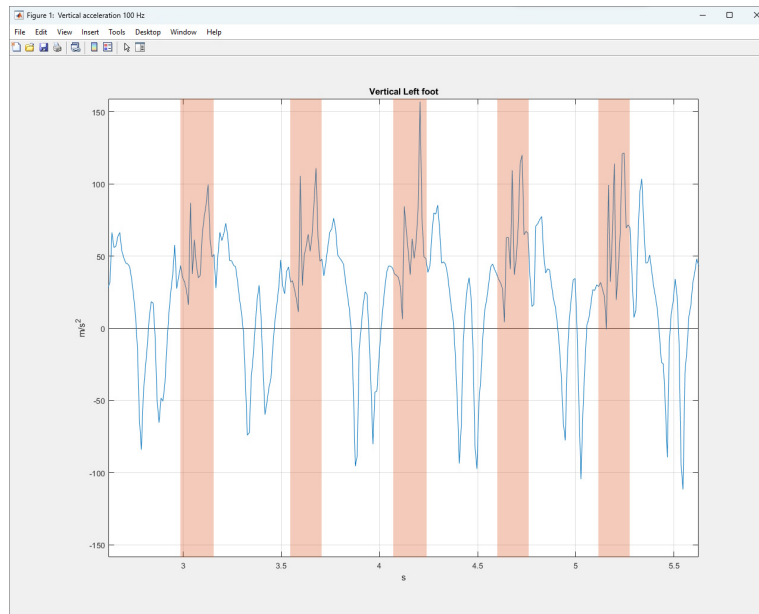 Figure 1: Vertical acceleration 100 Hz
File Edit View Insert Tools Desktop Window Help
Vertical Left foot
150
100
50
0
-50
-100
-150
m/s2
3 3.5 4 4.5 5 5.5
s